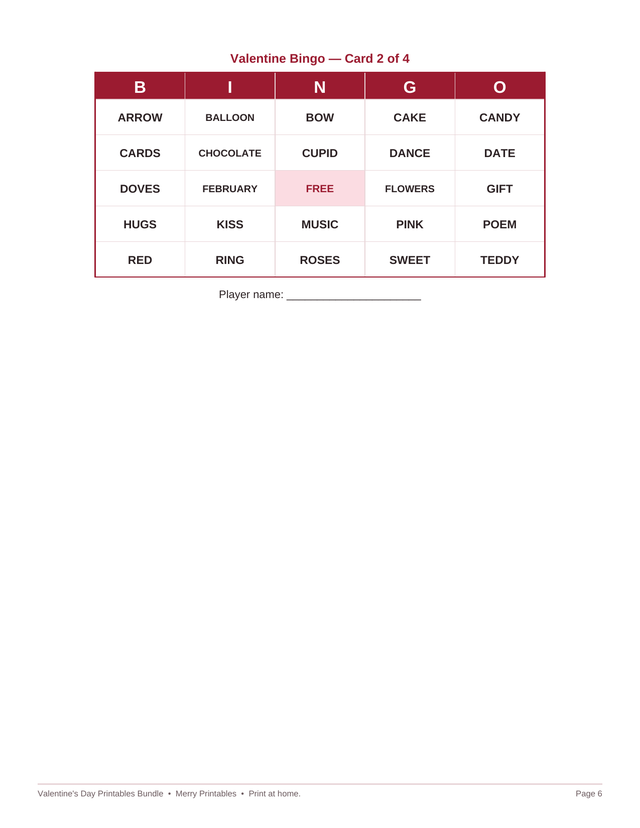 Valentine Bingo — Card 2 of 4
B I N G O
ARROW BALLOON BOW CAKE CANDY
CARDS CHOCOLATE CUPID DANCE DATE
DOVES FEBRUARY FREE FLOWERS GIFT
HUGS KISS MUSIC PINK POEM
RED RING ROSES SWEET TEDDY
Player name: ______________________
Valentine's Day Printables Bundle • Merry Printables • Print at home. Page 6